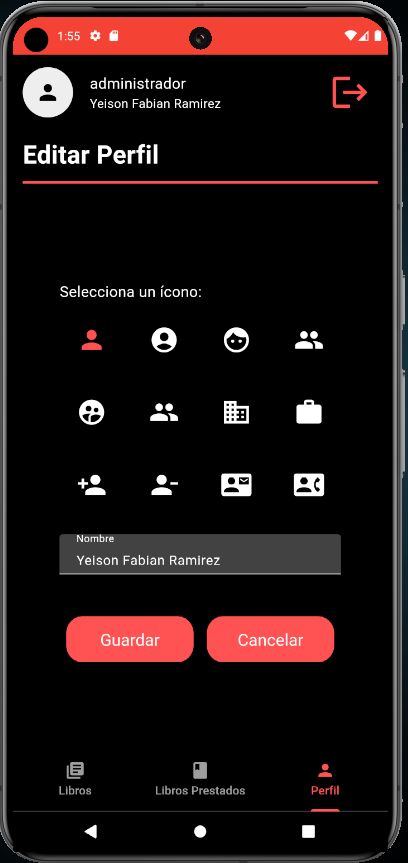 1:55
administrador
Yeison Fabian Ramirez
Editar Perfil
Selecciona un ícono:
Nombre
Yeison Fabian Ramirez
Guardar
Cancelar
Libros
Libros Prestados
Perfil